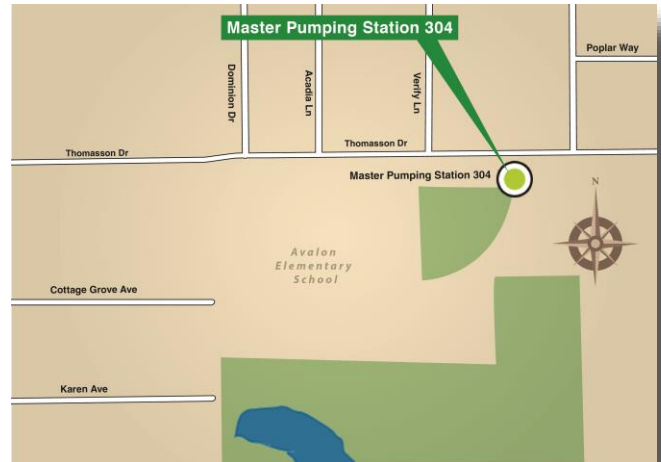 Master Pumping Station 304
Poplar Way
Dominion Dr
Acadia Ln
Verify Ln
Thomasson Dr
Thomasson Dr
Master Pumping Station 304
N
Avalon
Elementary
School
Cottage Grove Ave
Karen Ave